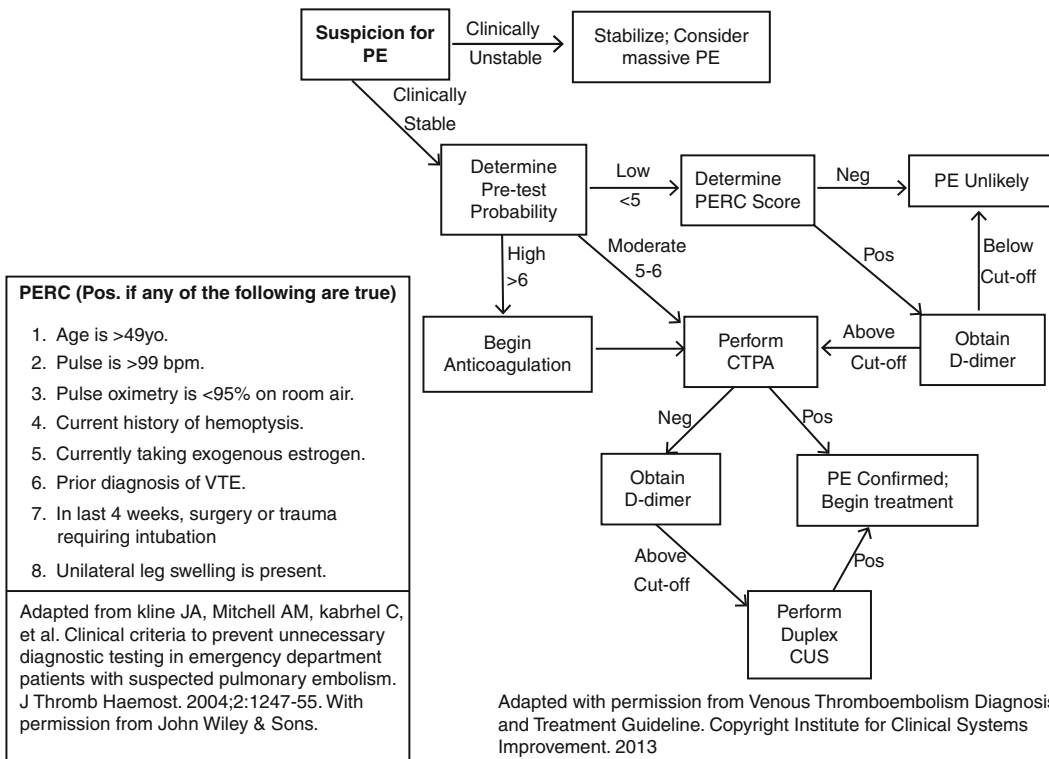 Suspicion for
PE
Clinically
Unstable
Stabilize; Consider
massive PE
Clinically
Stable
Determine
Pre-test
Probability
Low
<5
Determine
PERC Score
Neg
PE Unlikely
High
>6
Moderate
5-6
Pos
Below
Cut-off
Begin
Anticoagulation
Perform
CTPA
Above
Cut-off
Obtain
D-dimer
Neg
Pos
Obtain
D-dimer
PE Confirmed;
Begin treatment
Above
Cut-off
Pos
Perform
Duplex
CUS
PERC (Pos. if any of the following are true)
1. Age is >49yo.
2. Pulse is >99 bpm.
3. Pulse oximetry is <95% on room air.
4. Current history of hemoptysis.
5. Currently taking exogenous estrogen.
6. Prior diagnosis of VTE.
7. In last 4 weeks, surgery or trauma
requiring intubation
8. Unilateral leg swelling is present.
Adapted from kline JA, Mitchell AM, kabrhel C,
et al. Clinical criteria to prevent unnecessary
diagnostic testing in emergency department
patients with suspected pulmonary embolism.
J Thromb Haemost. 2004;2:1247-55. With
permission from John Wiley & Sons.
Adapted with permission from Venous Thromboembolism Diagnosis
and Treatment Guideline. Copyright Institute for Clinical Systems
Improvement. 2013